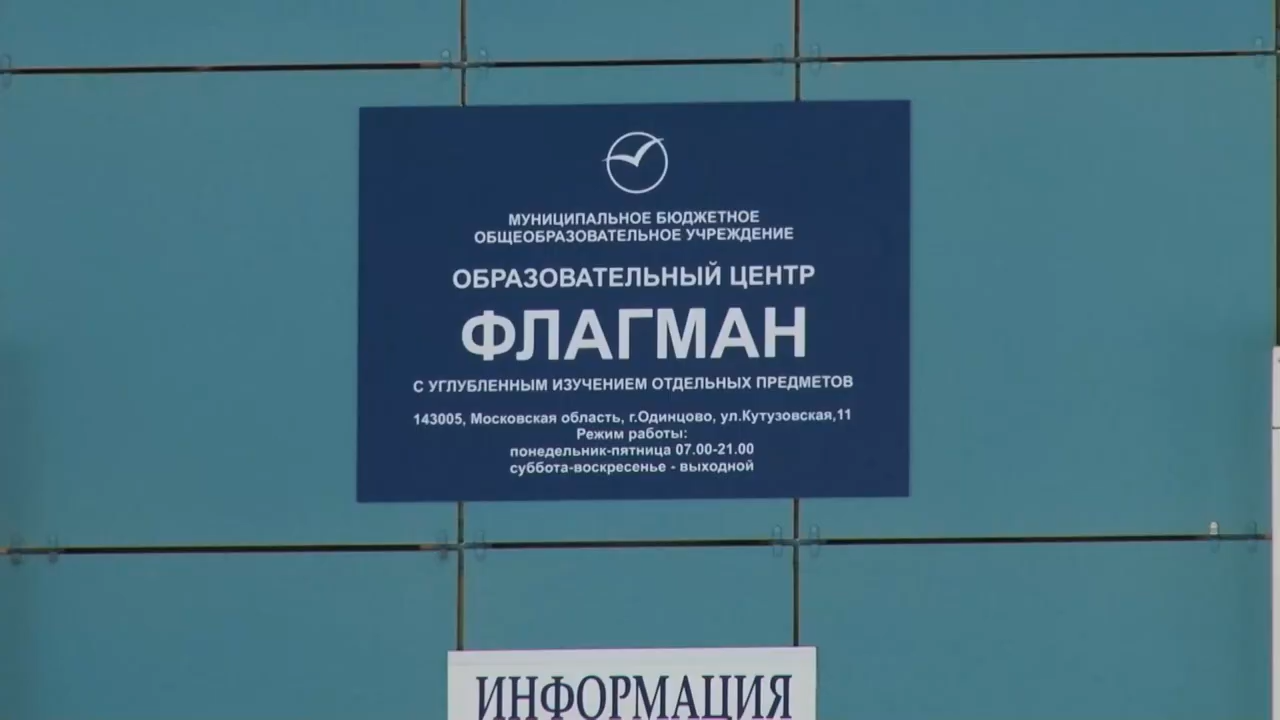 МУНИЦИПАЛЬНОЕ БЮДЖЕТНОЕ
ОБЩЕОБРАЗОВАТЕЛЬНОЕ УЧРЕЖДЕНИЕ
ОБРАЗОВАТЕЛЬНЫЙ ЦЕНТР
ФЛАГМАН
С УГЛУБЛЕННЫМ ИЗУЧЕНИЕМ ОТДЕЛЬНЫХ ПРЕДМЕТОВ
143005, Московская область, г.Одинцово, ул.Кутузовская,11
Режим работы:
понедельник-пятница 07.00-21.00
суббота-воскресенье - выходной
ИНФОРМАЦИЯ